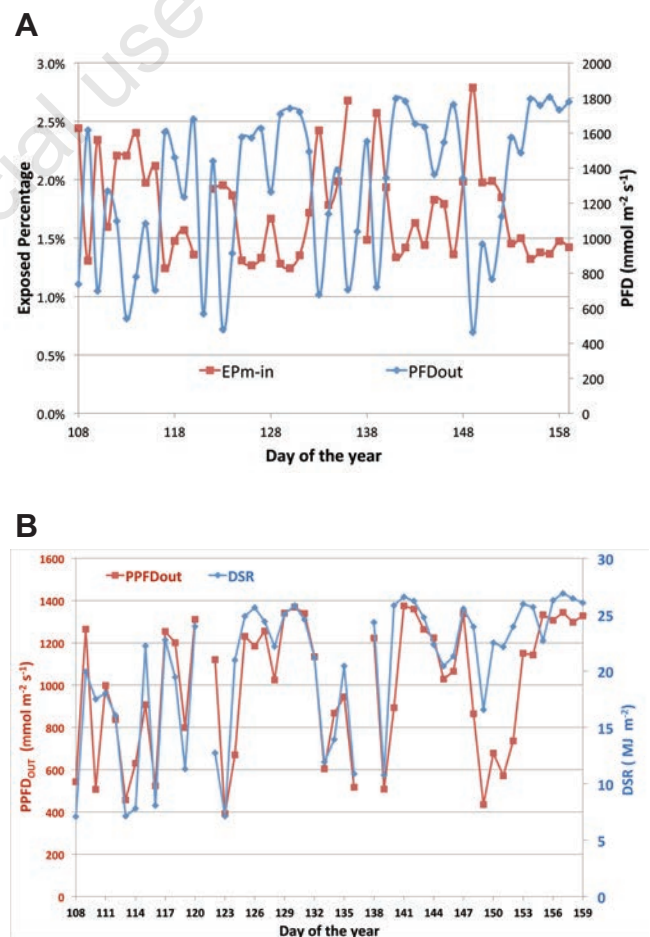 A
cial use
3.0%
2.5%
2.0%
1.5%
1.0%
0.5%
0.0%
Exposed Percentage
2000
1800
1600
1400
1200
1000
800
600
400
200
0
PFD (mmol m⁻² s⁻¹)
EPm-in PFDout
108 118 128 138 148 158
Day of the year
B
1600
1400
1200
1000
800
600
400
200
0
PPFDOUT (mmol m⁻² s⁻¹)
PPFDout DSR
30
25
20
15
10
5
0
DSR ( MJ m⁻²)
108 111 114 117 120 123 126 129 132 135 138 141 144 147 150 153 156 159
Day of the year